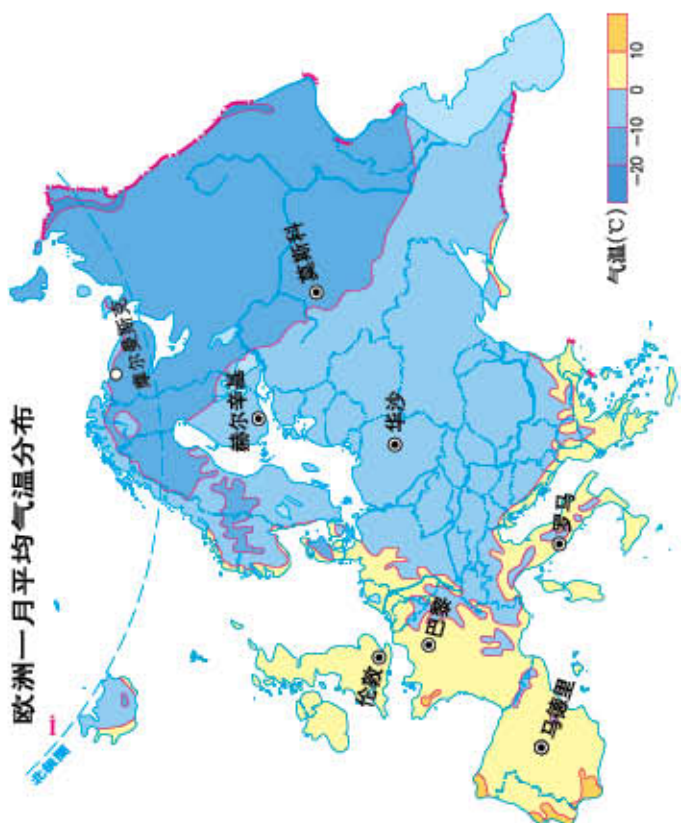 欧洲一月平均气温分布
北极圈
i
摩尔曼斯克
莫斯科
赫尔辛基
华沙
伦敦
巴黎
罗马
马德里
气温(℃)
-20
-10
0
10